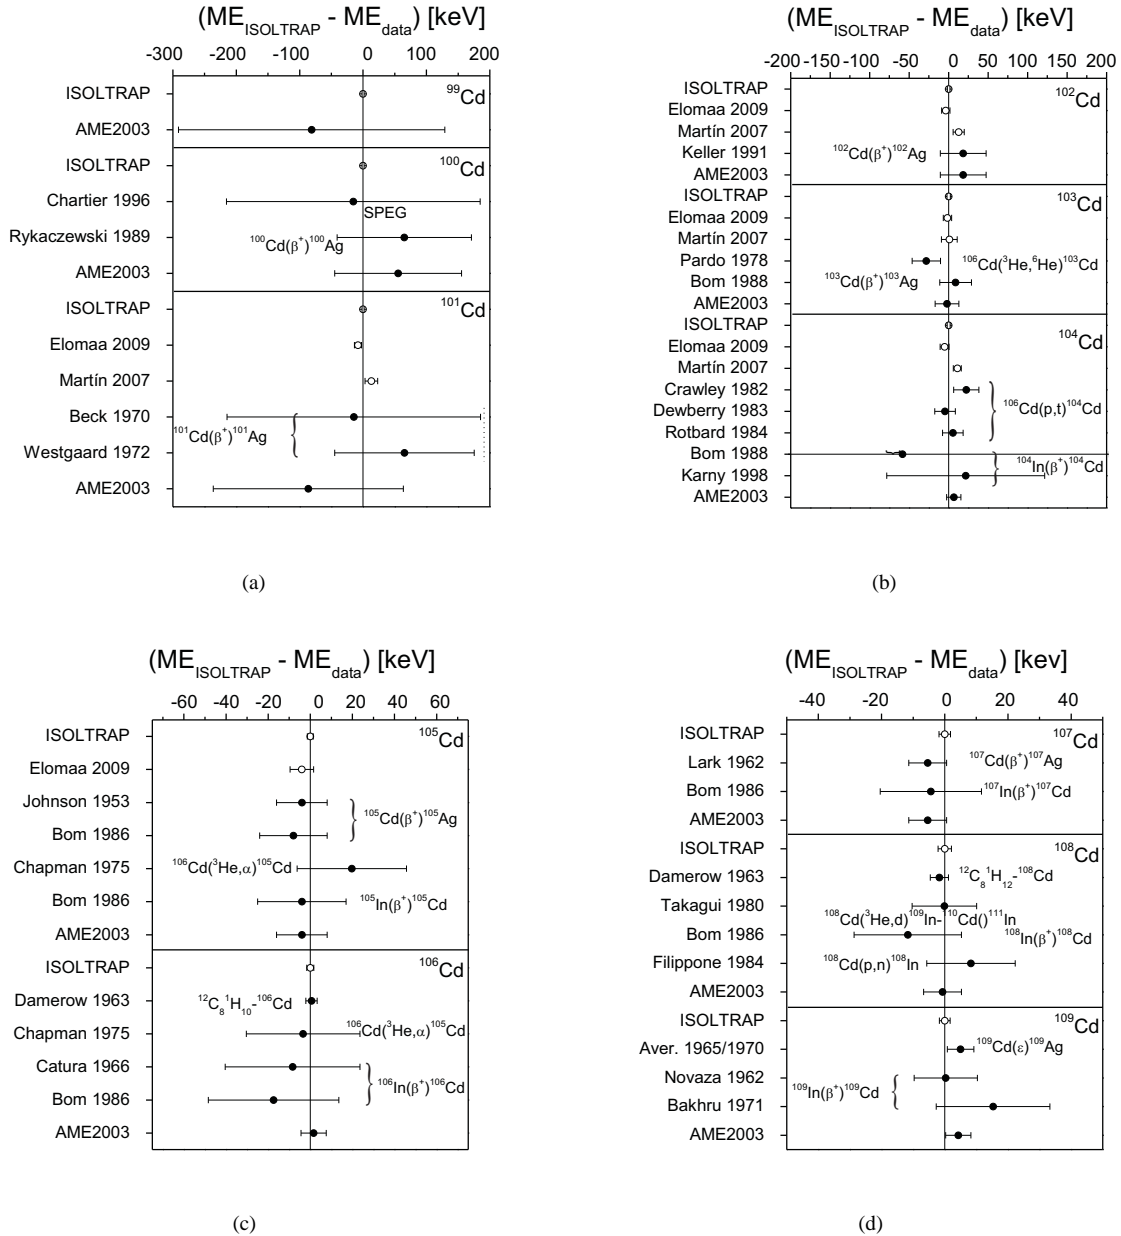 (ME_ISOLTRAP - ME_data) [keV]
-300 -200 -100 0 100 200
ISOLTRAP ⁹⁹Cd
AME2003
ISOLTRAP ¹⁰⁰Cd
Chartier 1996
SPEG
Rykaczewski 1989
¹⁰⁰Cd(β⁺)¹⁰⁰Ag
AME2003
ISOLTRAP ¹⁰¹Cd
Elomaa 2009
Martín 2007
Beck 1970
¹⁰¹Cd(β⁺)¹⁰¹Ag
Westgaard 1972
AME2003
(a)
(ME_ISOLTRAP - ME_data) [keV]
-200 -150 -100 -50 0 50 100 150 200
ISOLTRAP ¹⁰²Cd
Elomaa 2009
Martín 2007
Keller 1991 ¹⁰²Cd(β⁺)¹⁰²Ag
AME2003
ISOLTRAP ¹⁰³Cd
Elomaa 2009
Martín 2007
Pardo 1978 ¹⁰⁶Cd(³He,⁶He)¹⁰³Cd
Bom 1988 ¹⁰³Cd(β⁺)¹⁰³Ag
AME2003
ISOLTRAP ¹⁰⁴Cd
Elomaa 2009
Martín 2007
Crawley 1982
Dewberry 1983 ¹⁰⁶Cd(p,t)¹⁰⁴Cd
Rotbard 1984
Bom 1988
¹⁰⁴In(β⁺)¹⁰⁴Cd
Karny 1998
AME2003
(b)
(ME_ISOLTRAP - ME_data) [keV]
-60 -40 -20 0 20 40 60
ISOLTRAP ¹⁰⁵Cd
Elomaa 2009
Johnson 1953
¹⁰⁵Cd(β⁺)¹⁰⁵Ag
Bom 1986
Chapman 1975 ¹⁰⁶Cd(³He,α)¹⁰⁵Cd
Bom 1986 ¹⁰⁵In(β⁺)¹⁰⁵Cd
AME2003
ISOLTRAP ¹⁰⁶Cd
Damerow 1963 ¹²C₈¹H₁₀-¹⁰⁶Cd
Chapman 1975 ¹⁰⁶Cd(³He,α)¹⁰⁵Cd
Catura 1966
¹⁰⁶In(β⁺)¹⁰⁶Cd
Bom 1986
AME2003
(c)
(ME_ISOLTRAP - ME_data) [kev]
-40 -20 0 20 40
ISOLTRAP ¹⁰⁷Cd
Lark 1962 ¹⁰⁷Cd(β⁺)¹⁰⁷Ag
Bom 1986 ¹⁰⁷In(β⁺)¹⁰⁷Cd
AME2003
ISOLTRAP ¹⁰⁸Cd
Damerow 1963 ¹²C₈¹H₁₂-¹⁰⁸Cd
Takagui 1980
¹⁰⁸Cd(³He,d)¹⁰⁹In-¹¹⁰Cd()¹¹¹In
Bom 1986 ¹⁰⁸In(β⁺)¹⁰⁸Cd
Filippone 1984 ¹⁰⁸Cd(p,n)¹⁰⁸In
AME2003
ISOLTRAP ¹⁰⁹Cd
Aver. 1965/1970 ¹⁰⁹Cd(ε)¹⁰⁹Ag
Novaza 1962
¹⁰⁹In(β⁺)¹⁰⁹Cd
Bakhru 1971
AME2003
(d)